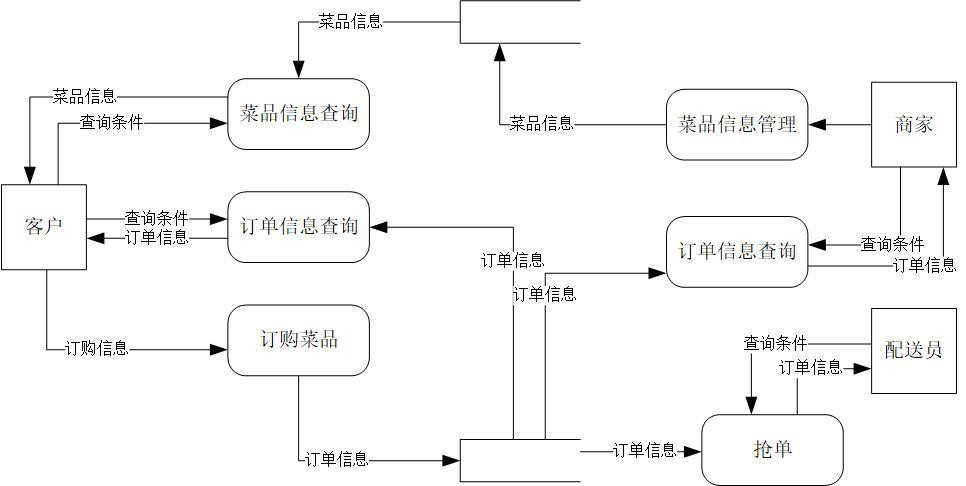 菜品信息
菜品信息
菜品信息查询
查询条件
菜品信息
菜品信息管理
商家
客户
查询条件
订单信息
订单信息查询
订单信息
订单信息
订单信息查询
查询条件
订单信息
订购信息
订购菜品
查询条件
订单信息
配送员
订单信息
订单信息
抢单